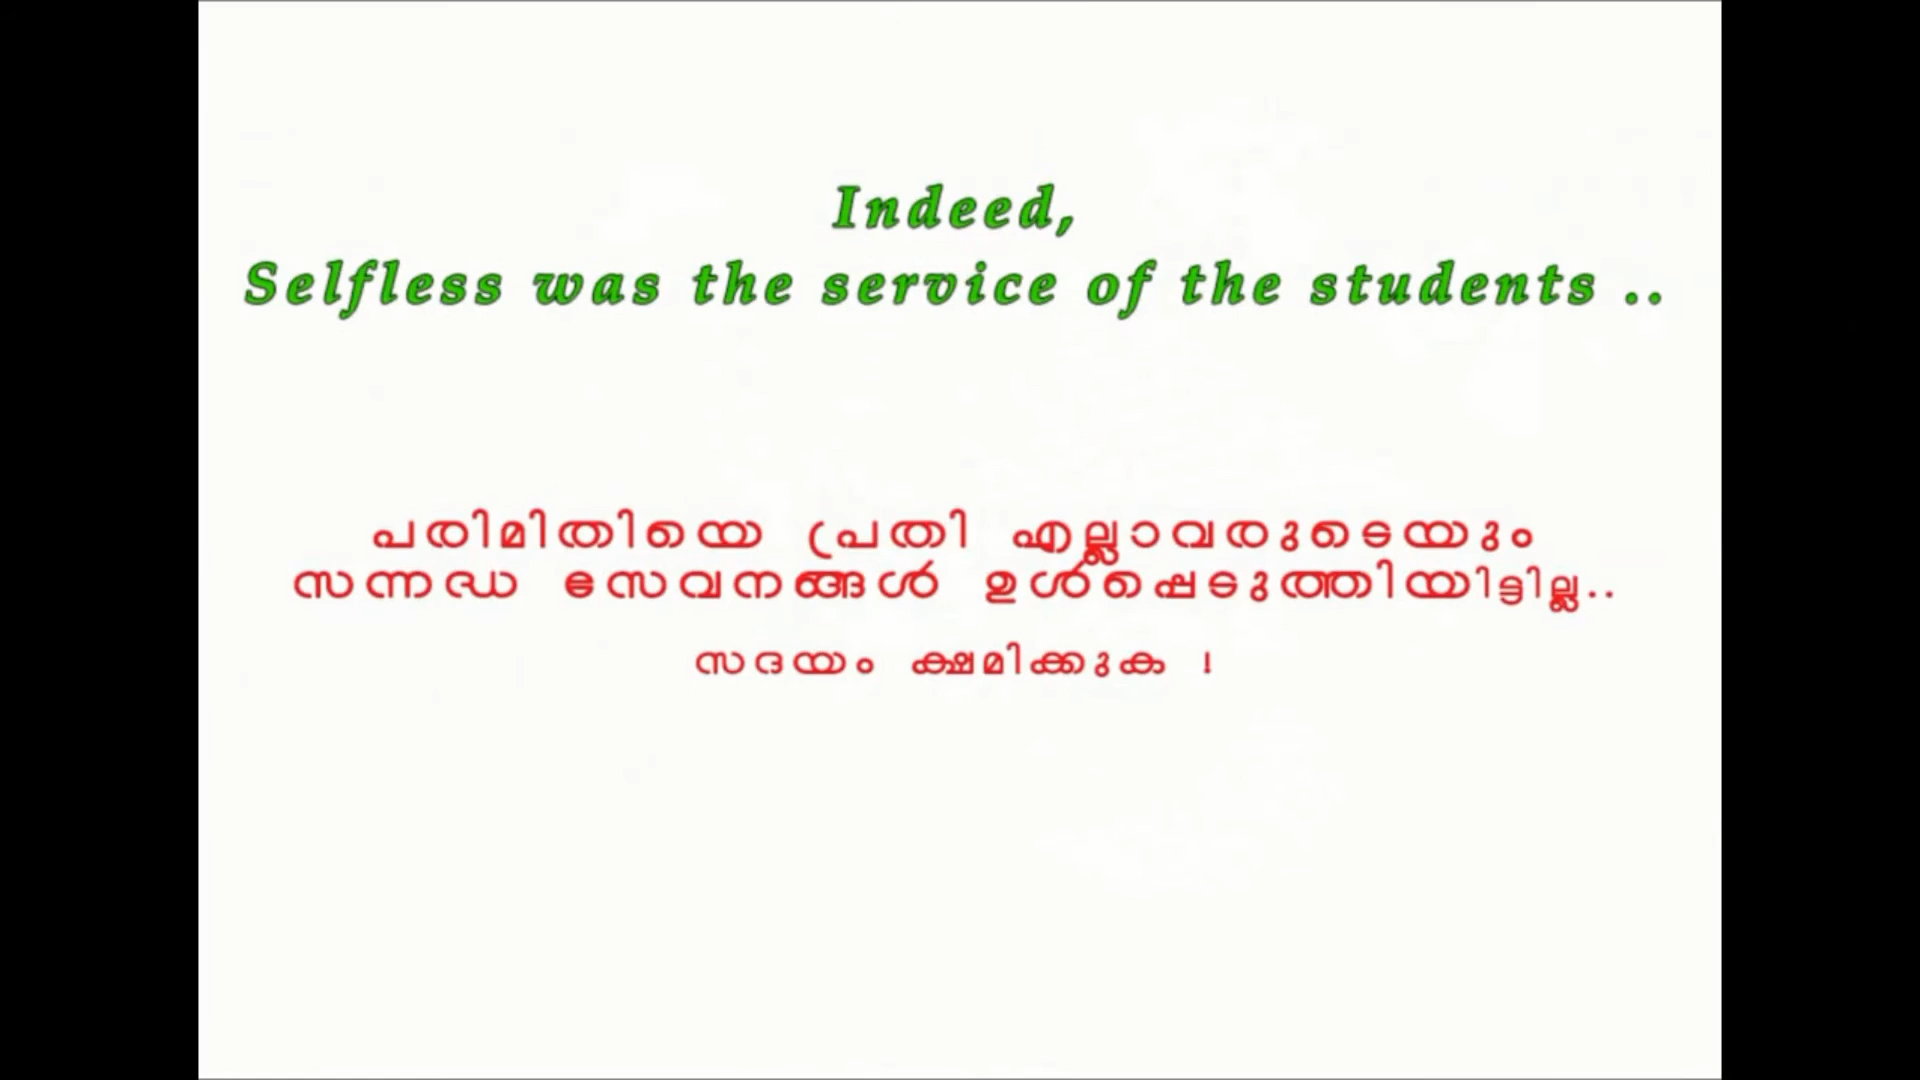 Indeed,
Selfless was the service of the students ..
പരിമിതിയെ പ്രതി എല്ലാവരുടെയും
സന്നദ്ധ സേവനങ്ങൾ ഉൾപ്പെടുത്തിയിട്ടില്ല..
സദയം ക്ഷമിക്കുക !